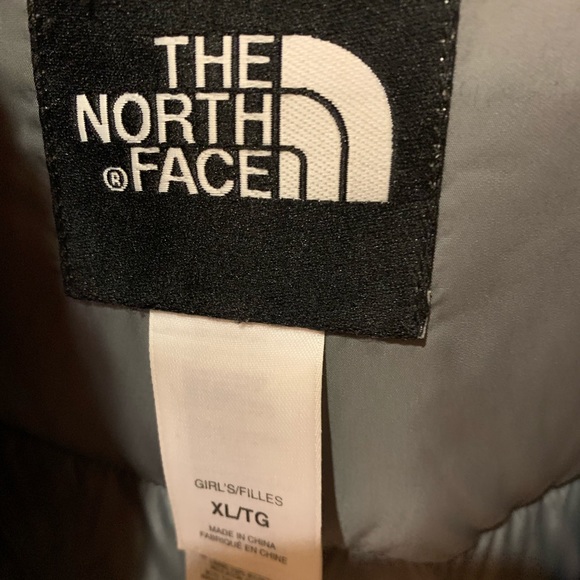 THE
NORTH
® FACE
GIRL'S/FILLES
XL/TG
MADE IN CHINA
FABRIQUÉ EN CHINE